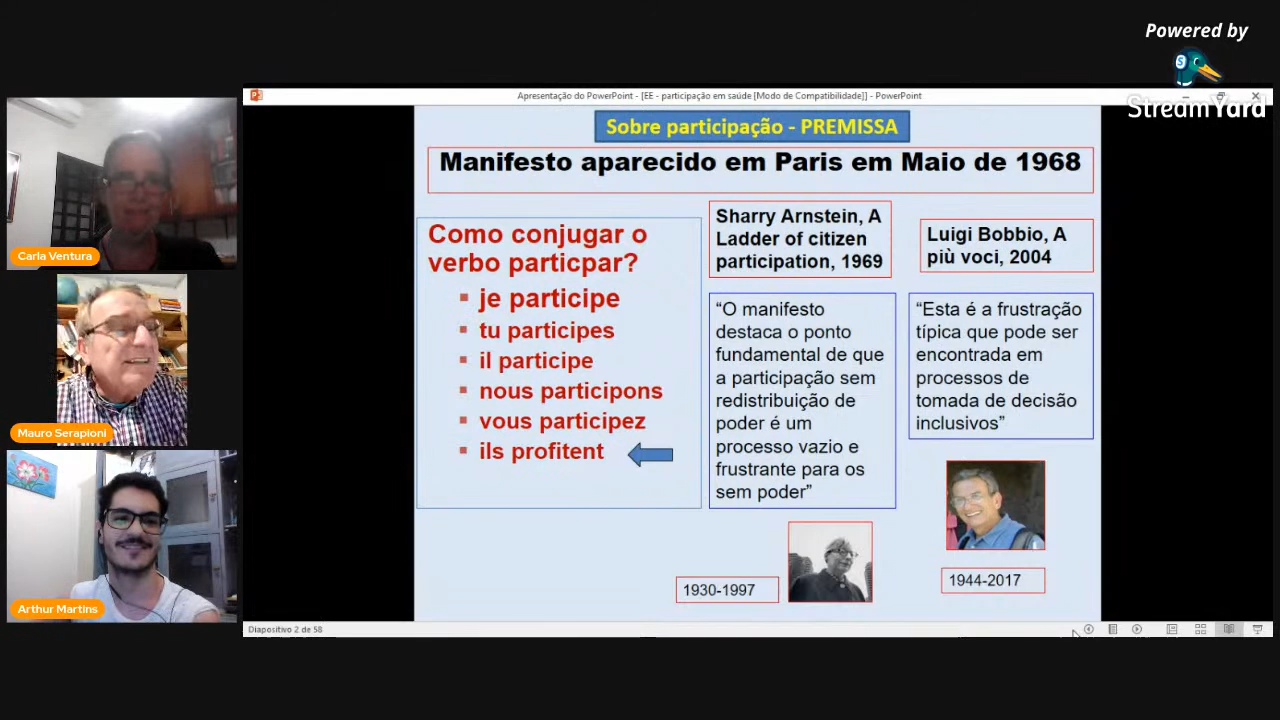 Powered by
StreamYard
Apresentação do PowerPoint - [EE - participação em saúde [Modo de Compatibilidade]] - PowerPoint
Sobre participação - PREMISSA
Manifesto aparecido em Paris em Maio de 1968
Como conjugar o
verbo particpar?
je participe
tu participes
il participe
nous participons
vous participez
ils profitent
Sharry Arnstein, A
Ladder of citizen
participation, 1969
“O manifesto
destaca o ponto
fundamental de que
a participação sem
redistribuição de
poder é um
processo vazio e
frustrante para os
sem poder”
1930-1997
Luigi Bobbio, A
più voci, 2004
“Esta é a frustração
típica que pode ser
encontrada em
processos de
tomada de decisão
inclusivos”
1944-2017
Carla Ventura
Mauro Serapioni
Arthur Martins
Diapositivo 2 de 58